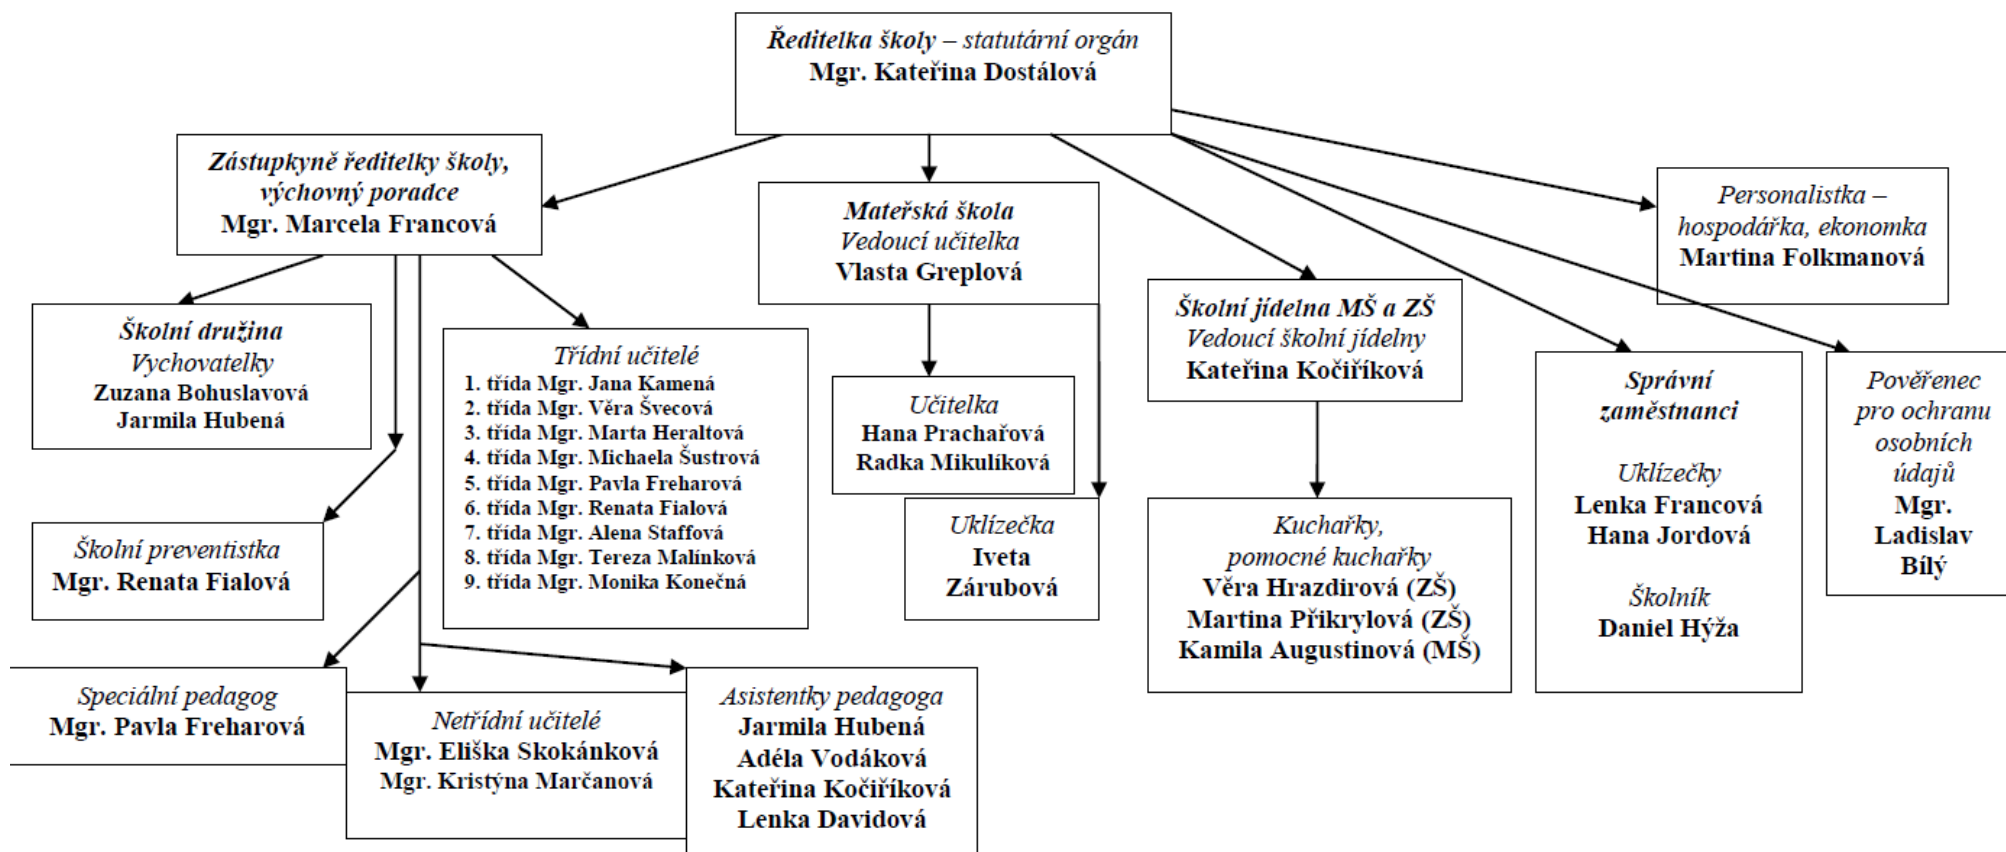 Ředitelka školy – statutární orgán
Mgr. Kateřina Dostálová
Zástupkyně ředitelky školy,
výchovný poradce
Mgr. Marcela Francová
Mateřská škola
Vedoucí učitelka
Vlasta Greplová
Personalistka –
hospodářka, ekonomka
Martina Folkmanová
Školní jídelna MŠ a ZŠ
Vedoucí školní jídelny
Kateřina Kočiříková
Školní družina
Vychovatelky
Zuzana Bohuslavová
Jarmila Hubená
Třídní učitelé
1. třída Mgr. Jana Kamená
2. třída Mgr. Věra Švecová
3. třída Mgr. Marta Heraltová
4. třída Mgr. Michaela Šustrová
5. třída Mgr. Pavla Freharová
6. třída Mgr. Renata Fialová
7. třída Mgr. Alena Staffová
8. třída Mgr. Tereza Malínková
9. třída Mgr. Monika Konečná
Učitelka
Hana Prachařová
Radka Mikulíková
Správní
zaměstnanci
Uklízečky
Lenka Francová
Hana Jordová
Školník
Daniel Hýža
Pověřenec
pro ochranu
osobních
údajů
Mgr.
Ladislav
Bílý
Školní preventistka
Mgr. Renata Fialová
Uklízečka
Iveta
Zárubová
Kuchařky,
pomocné kuchařky
Věra Hrazdirová (ZŠ)
Martina Přikrylová (ZŠ)
Kamila Augustinová (MŠ)
Speciální pedagog
Mgr. Pavla Freharová
Netřídní učitelé
Mgr. Eliška Skokánková
Mgr. Kristýna Marčanová
Asistentky pedagoga
Jarmila Hubená
Adéla Vodáková
Kateřina Kočiříková
Lenka Davidová